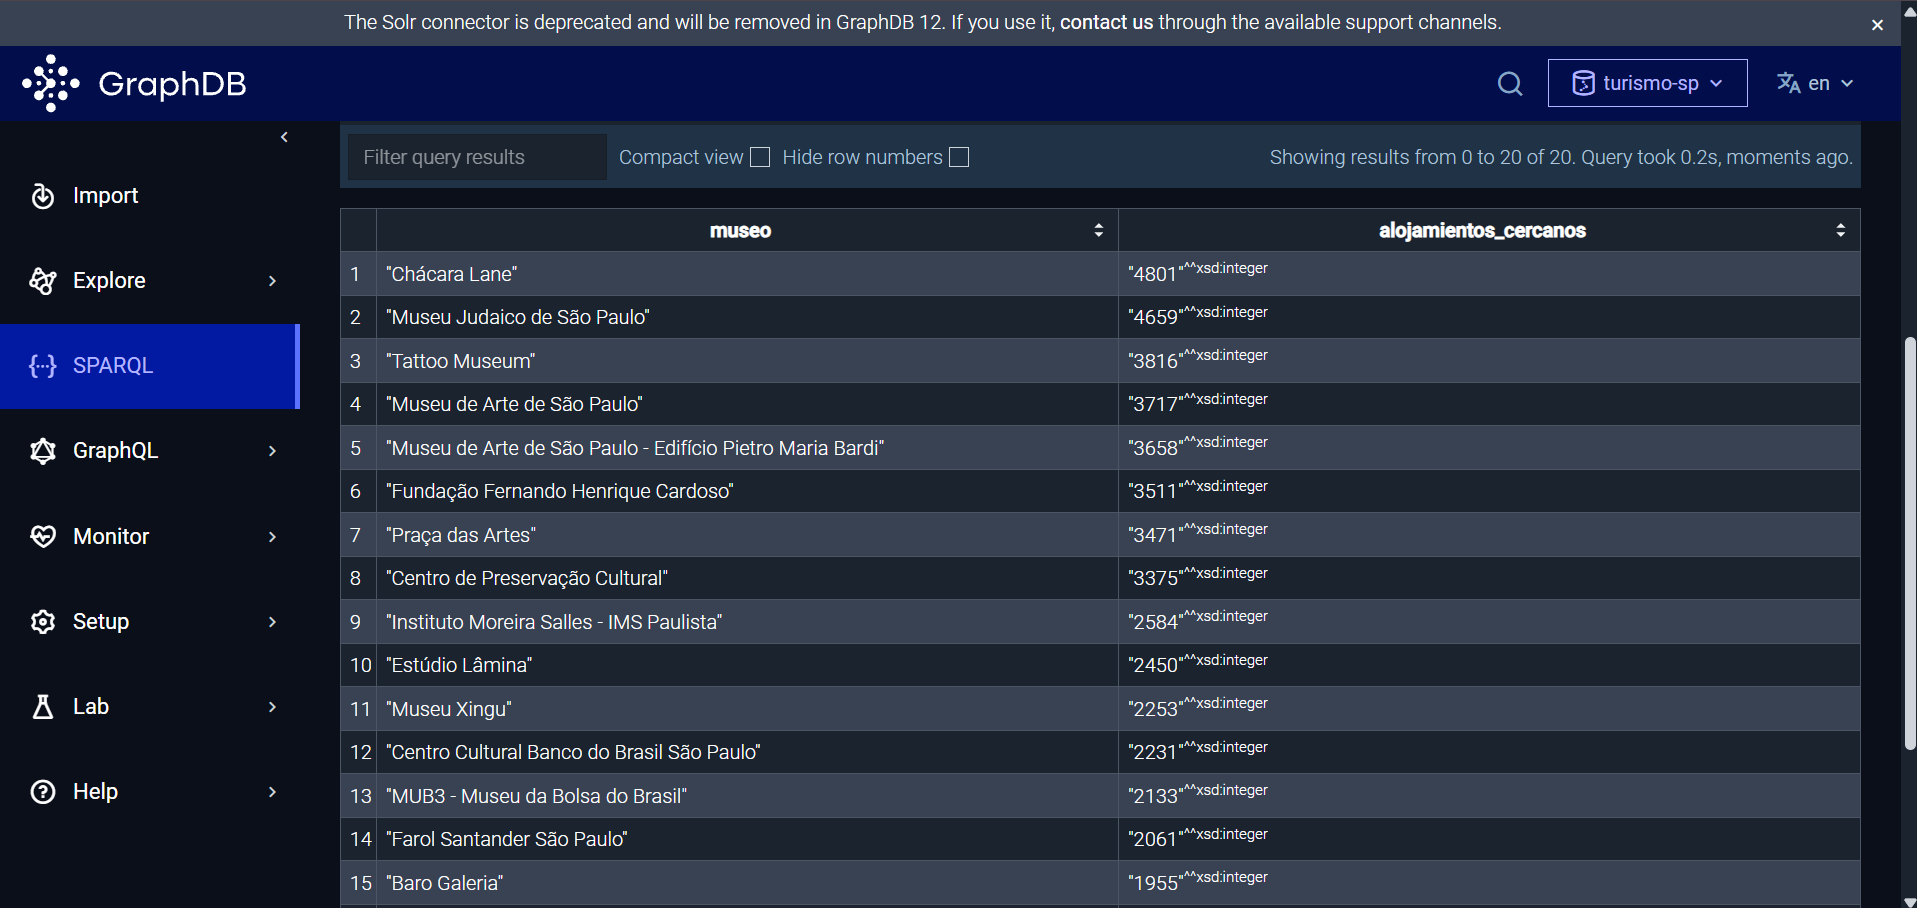 The Solr connector is deprecated and will be removed in GraphDB 12. If you use it, contact us through the available support channels.
×
GraphDB
turismo-sp
en
Import
Explore
SPARQL
GraphQL
Monitor
Setup
Lab
Help
Filter query results Compact view Hide row numbers Showing results from 0 to 20 of 20. Query took 0.2s, moments ago.
museo alojamientos_cercanos
1 "Chácara Lane" "4801"^^xsd:integer
2 "Museu Judaico de São Paulo" "4659"^^xsd:integer
3 "Tattoo Museum" "3816"^^xsd:integer
4 "Museu de Arte de São Paulo" "3717"^^xsd:integer
5 "Museu de Arte de São Paulo - Edifício Pietro Maria Bardi" "3658"^^xsd:integer
6 "Fundação Fernando Henrique Cardoso" "3511"^^xsd:integer
7 "Praça das Artes" "3471"^^xsd:integer
8 "Centro de Preservação Cultural" "3375"^^xsd:integer
9 "Instituto Moreira Salles - IMS Paulista" "2584"^^xsd:integer
10 "Estúdio Lâmina" "2450"^^xsd:integer
11 "Museu Xingu" "2253"^^xsd:integer
12 "Centro Cultural Banco do Brasil São Paulo" "2231"^^xsd:integer
13 "MUB3 - Museu da Bolsa do Brasil" "2133"^^xsd:integer
14 "Farol Santander São Paulo" "2061"^^xsd:integer
15 "Baro Galeria" "1955"^^xsd:integer